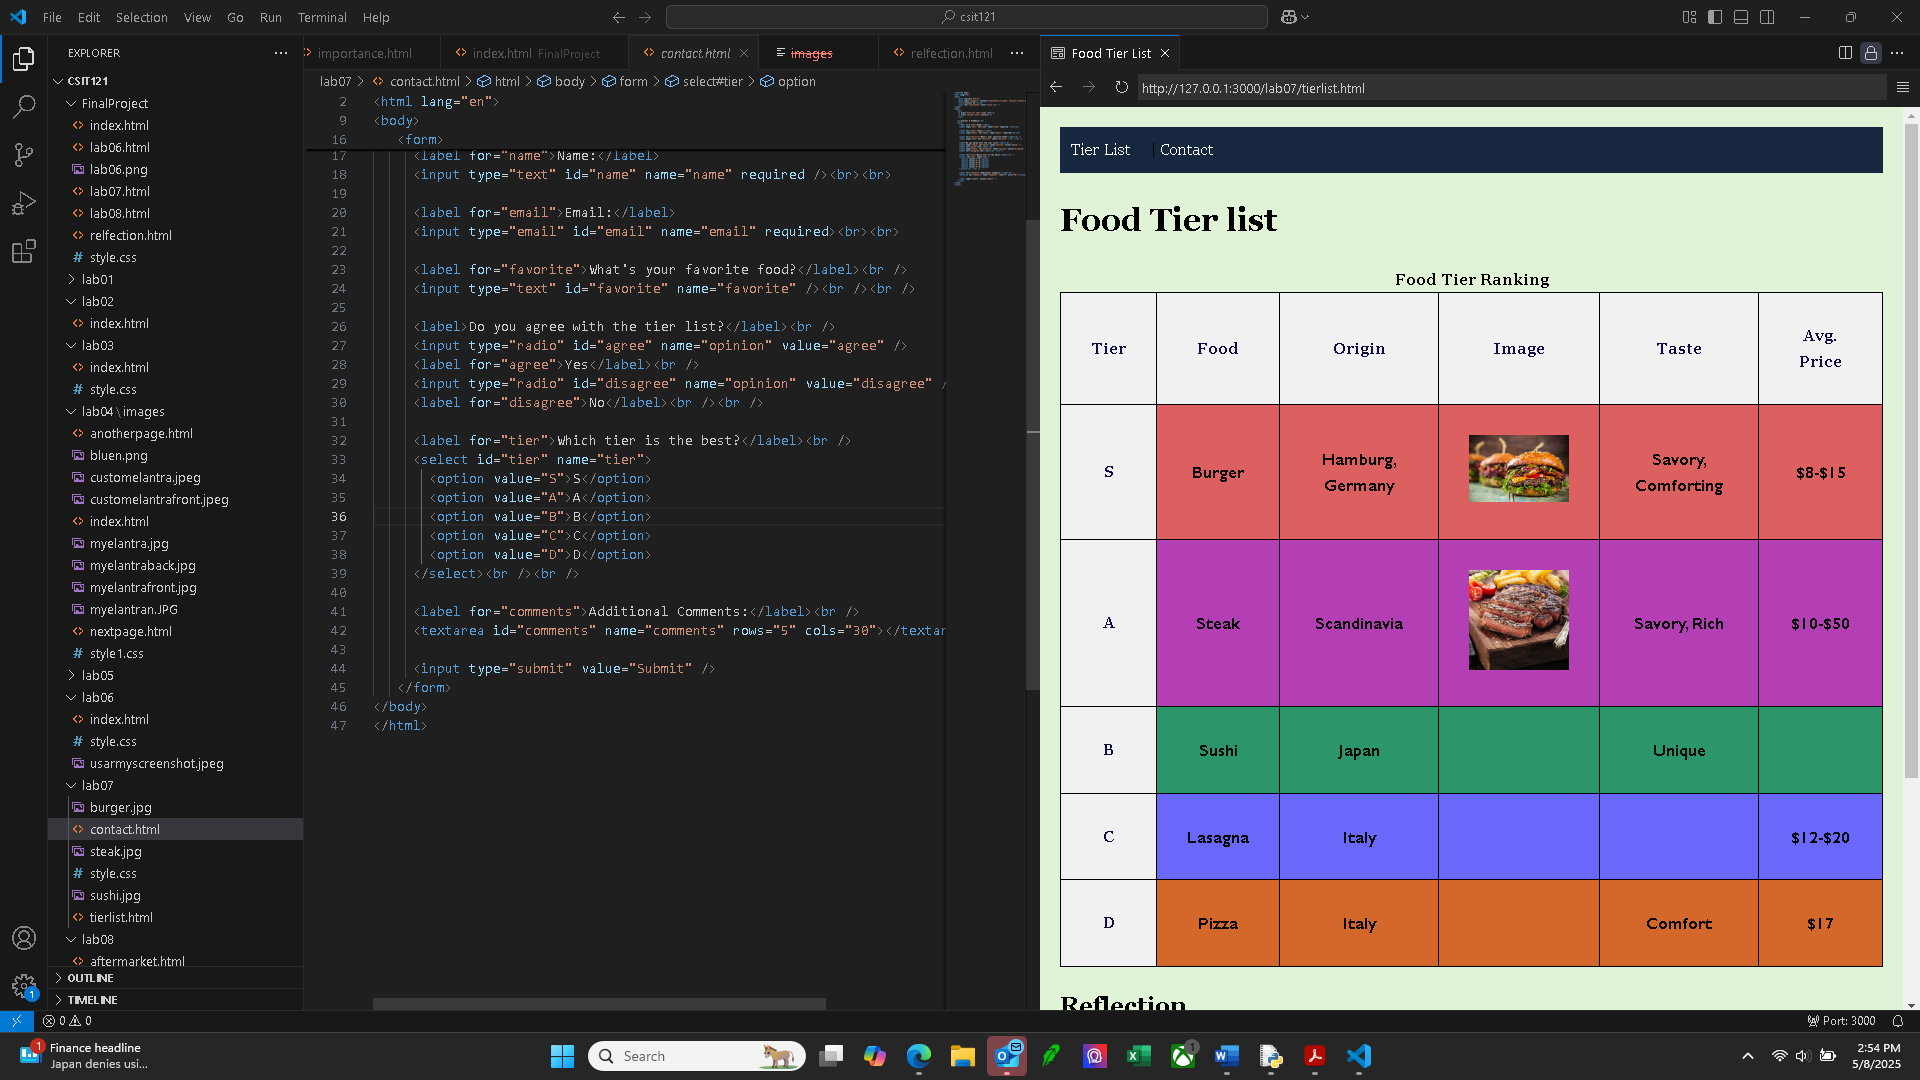 File Edit Selection View Go Run Terminal Help
csit121
EXPLORER
CSIT121
FinalProject
index.html
lab06.html
lab06.png
lab07.html
lab08.html
relfection.html
style.css
lab01
lab02
index.html
lab03
index.html
style.css
lab04\images
anotherpage.html
bluen.png
customelantra.jpeg
customelantrafront.jpeg
index.html
myelantra.jpg
myelantraback.jpg
myelantrafront.jpg
myelantran.JPG
nextpage.html
style1.css
lab05
lab06
index.html
style.css
usarmyscreenshot.jpeg
lab07
burger.jpg
contact.html
steak.jpg
style.css
sushi.jpg
tierlist.html
lab08
aftermarket.html
OUTLINE
TIMELINE
importance.html index.html FinalProject contact.html images relfection.html
lab07 > contact.html > html > body > form > select#tier > option
2 <html lang="en">
9 <body>
16 <form>
17 <label for="name">Name:</label>
18 <input type="text" id="name" name="name" required /><br><br>
19
20 <label for="email">Email:</label>
21 <input type="email" id="email" name="email" required><br><br>
22
23 <label for="favorite">What's your favorite food?</label><br />
24 <input type="text" id="favorite" name="favorite" /><br /><br />
25
26 <label>Do you agree with the tier list?</label><br />
27 <input type="radio" id="agree" name="opinion" value="agree" />
28 <label for="agree">Yes</label><br />
29 <input type="radio" id="disagree" name="opinion" value="disagree" /
30 <label for="disagree">No</label><br /><br />
31
32 <label for="tier">Which tier is the best?</label><br />
33 <select id="tier" name="tier">
34 <option value="S">S</option>
35 <option value="A">A</option>
36 <option value="B">B</option>
37 <option value="C">C</option>
38 <option value="D">D</option>
39 </select><br /><br />
40
41 <label for="comments">Additional Comments:</label><br />
42 <textarea id="comments" name="comments" rows="5" cols="30"></textar
43
44 <input type="submit" value="Submit" />
45 </form>
46 </body>
47 </html>
Food Tier List
http://127.0.0.1:3000/lab07/tierlist.html
Tier List | Contact
Food Tier list
Food Tier Ranking
Tier Food Origin Image Taste Avg. Price
S Burger Hamburg, Germany Savory, Comforting $8-$15
A Steak Scandinavia Savory, Rich $10-$50
B Sushi Japan Unique
C Lasagna Italy $12-$20
D Pizza Italy Comfort $17
Reflection
0 0
Port: 3000
1
1
Finance headline
Japan denies usi...
Search
1
2:54 PM
5/8/2025